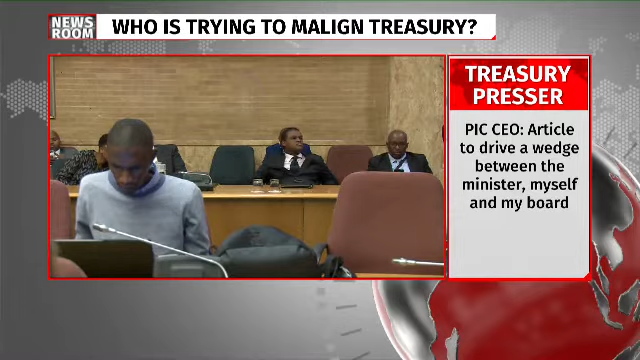 NEWS
ROOM
WHO IS TRYING TO MALIGN TREASURY?
TREASURY
PRESSER
PIC CEO: Article
to drive a wedge
between the
minister, myself
and my board